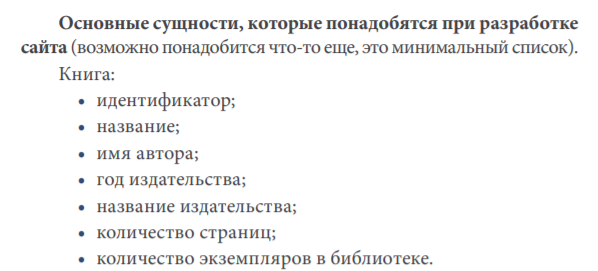 Основные сущности, которые понадобятся при разработке
сайта (возможно понадобится что-то еще, это минимальный список).
Книга:
• идентификатор;
• название;
• имя автора;
• год издательства;
• название издательства;
• количество страниц;
• количество экземпляров в библиотеке.